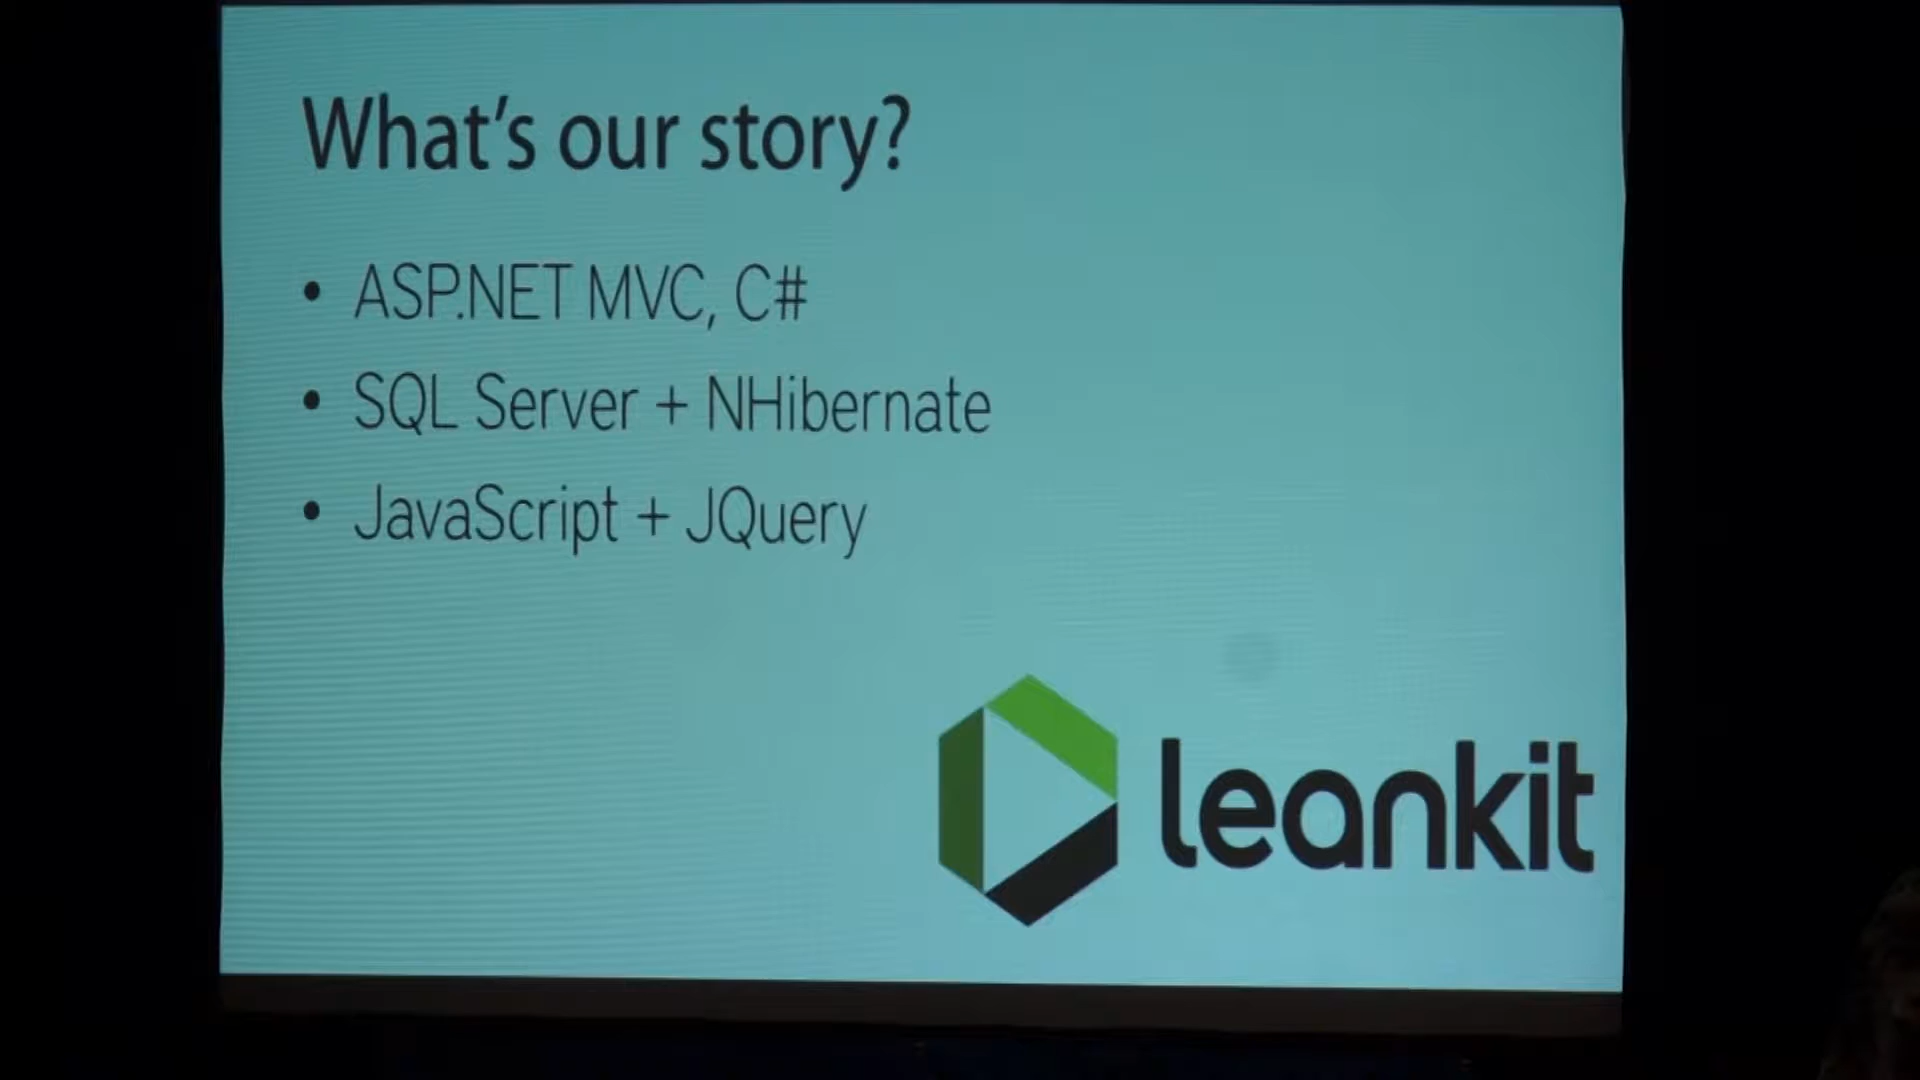 What's our story?
• ASP.NET MVC, C#
• SQL Server + NHibernate
• JavaScript + JQuery
leankit